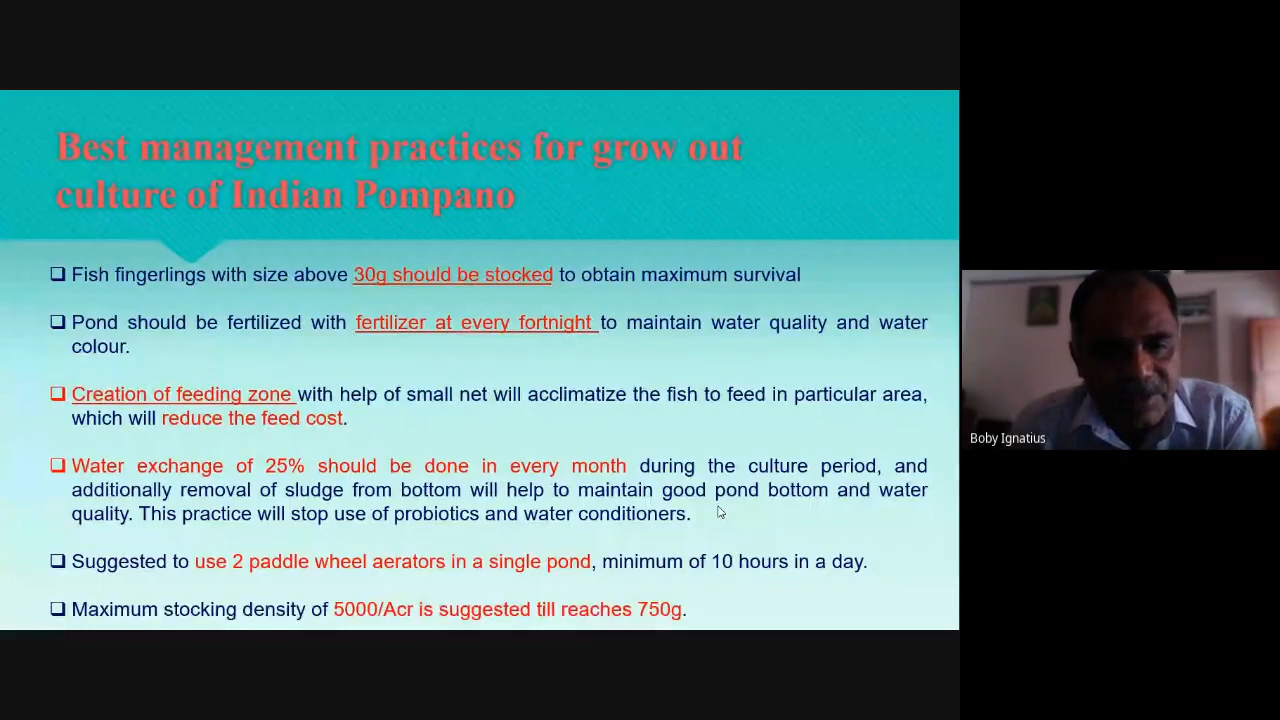 Best management practices for grow out
culture of Indian Pompano
Fish fingerlings with size above 30g should be stocked to obtain maximum survival
Pond should be fertilized with fertilizer at every fortnight to maintain water quality and water
colour.
Creation of feeding zone with help of small net will acclimatize the fish to feed in particular area,
which will reduce the feed cost.
Water exchange of 25% should be done in every month during the culture period, and
additionally removal of sludge from bottom will help to maintain good pond bottom and water
quality. This practice will stop use of probiotics and water conditioners.
Suggested to use 2 paddle wheel aerators in a single pond, minimum of 10 hours in a day.
Maximum stocking density of 5000/Acr is suggested till reaches 750g.
Boby Ignatius